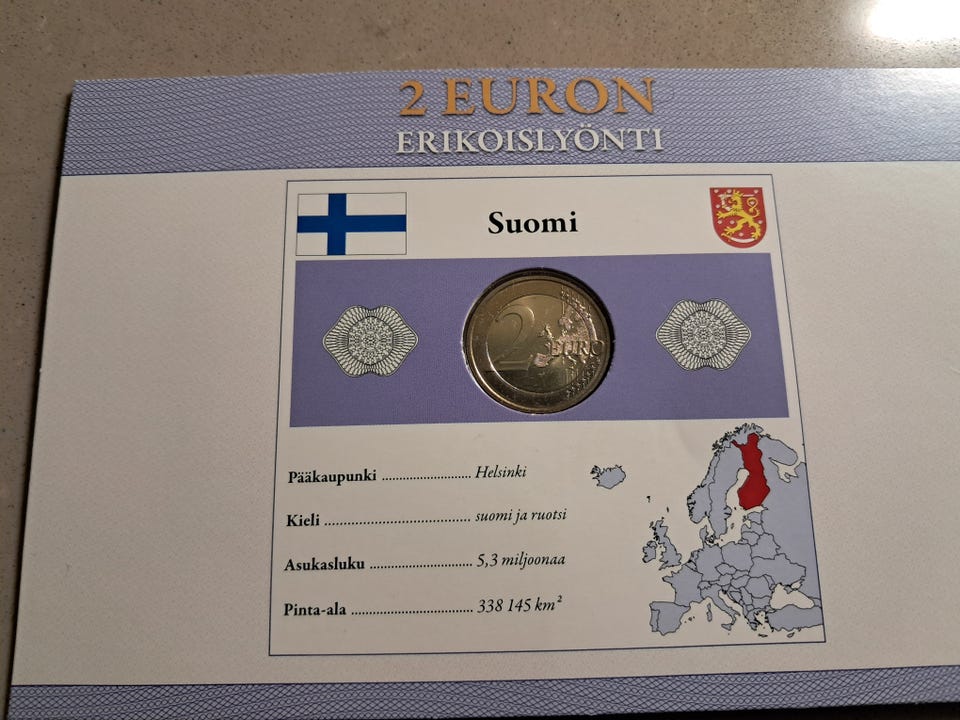 2 EURON
ERIKOISLYÖNTI
Suomi
2 EURO
Pääkaupunki ........................... Helsinki
Kieli ............................................ suomi ja ruotsi
Asukasluku ............................... 5,3 miljoonaa
Pinta-ala ..................................... 338 145 km²